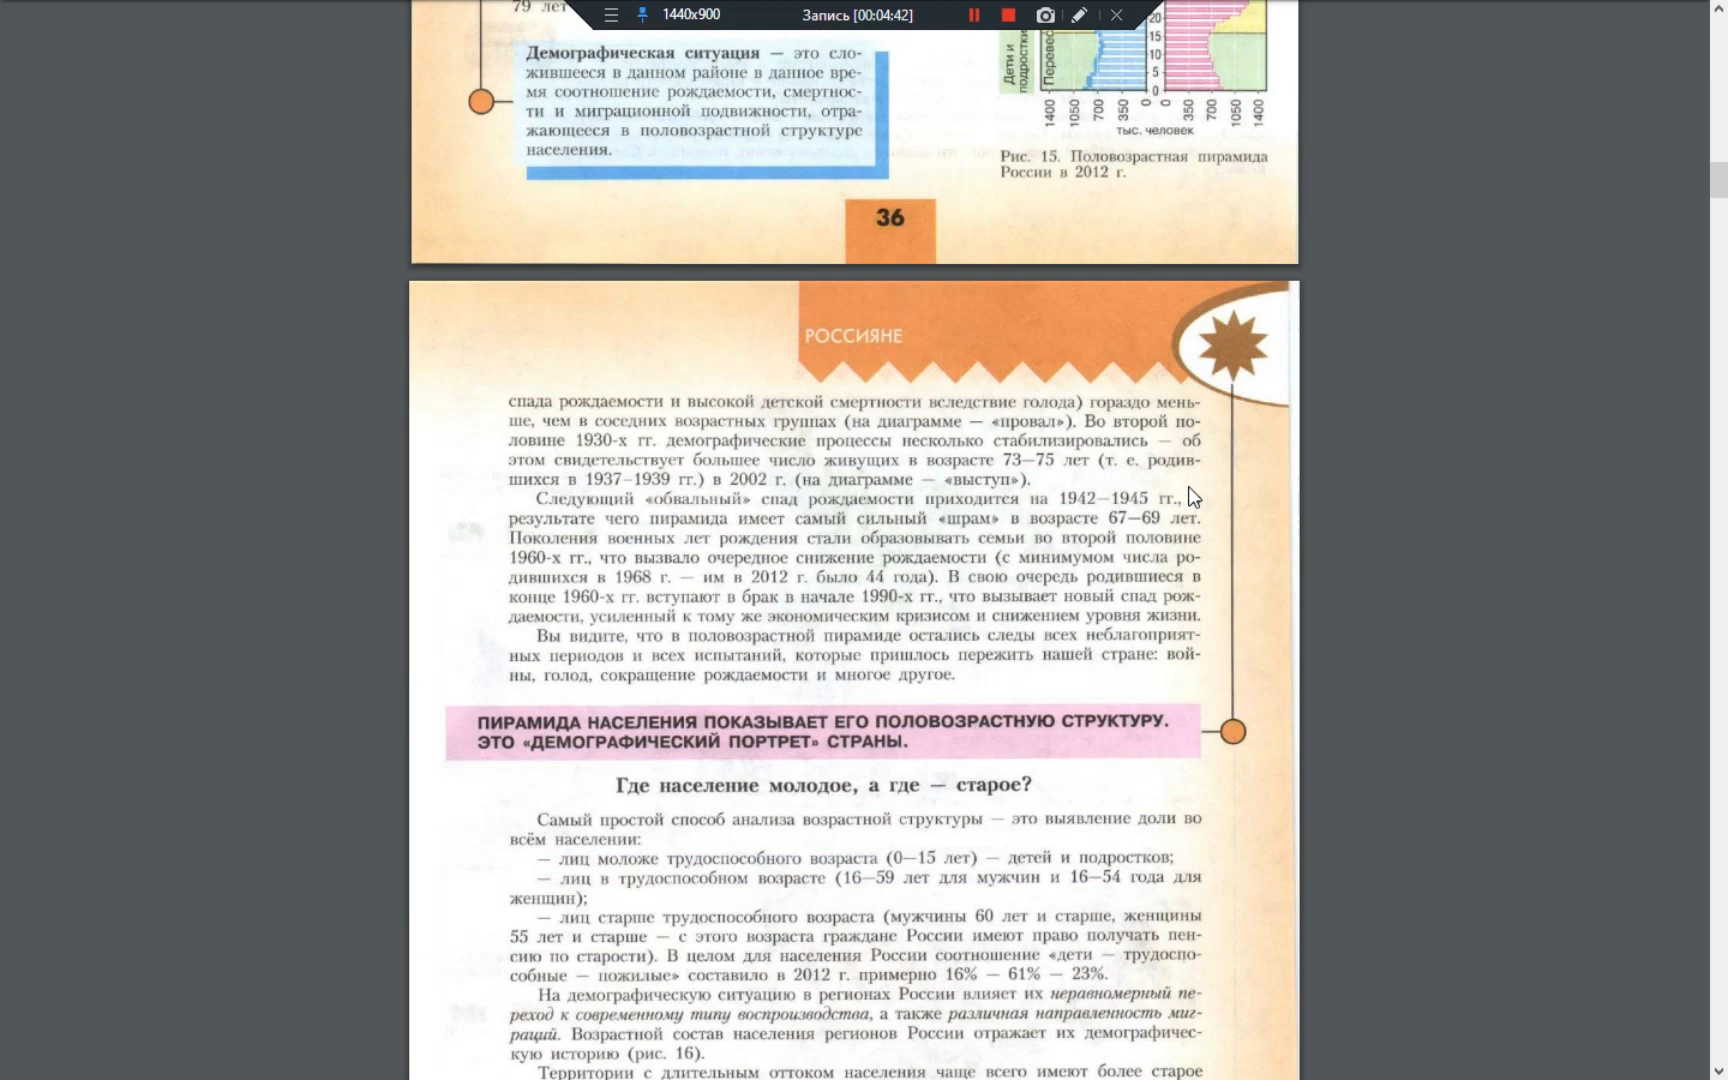 1440x900
Запись [00:04:42]
79 лет
Демографическая ситуация — это сло-
жившееся в данном районе в данное вре-
мя соотношение рождаемости, смертнос-
ти и миграционной подвижности, отра-
жающееся в половозрастной структуре
населения.
Дети и
подростки
Перевес
20
15
10
5
0
1400 1050 700 350 0 0 350 700 1050 1400
тыс. человек
Рис. 15. Половозрастная пирамида
России в 2012 г.
36
РОССИЯНЕ
спада рождаемости и высокой детской смертности вследствие голода) гораздо мень-
ше, чем в соседних возрастных группах (на диаграмме — «провал»). Во второй по-
ловине 1930-х гг. демографические процессы несколько стабилизировались — об
этом свидетельствует большее число живущих в возрасте 73—75 лет (т. е. родив-
шихся в 1937—1939 гг.) в 2002 г. (на диаграмме — «выступ»).
Следующий «обвальный» спад рождаемости приходится на 1942—1945 гг.,
результате чего пирамида имеет самый сильный «шрам» в возрасте 67—69 лет.
Поколения военных лет рождения стали образовывать семьи во второй половине
1960-х гг., что вызвало очередное снижение рождаемости (с минимумом числа ро-
дившихся в 1968 г. — им в 2012 г. было 44 года). В свою очередь родившиеся в
конце 1960-х гг. вступают в брак в начале 1990-х гг., что вызывает новый спад рож-
даемости, усиленный к тому же экономическим кризисом и снижением уровня жизни.
Вы видите, что в половозрастной пирамиде остались следы всех неблагоприят-
ных периодов и всех испытаний, которые пришлось пережить нашей стране: вой-
ны, голод, сокращение рождаемости и многое другое.
ПИРАМИДА НАСЕЛЕНИЯ ПОКАЗЫВАЕТ ЕГО ПОЛОВОЗРАСТНУЮ СТРУКТУРУ.
ЭТО «ДЕМОГРАФИЧЕСКИЙ ПОРТРЕТ» СТРАНЫ.
Где население молодое, а где — старое?
Самый простой способ анализа возрастной структуры — это выявление доли во
всём населении:
— лиц моложе трудоспособного возраста (0—15 лет) — детей и подростков;
— лиц в трудоспособном возрасте (16—59 лет для мужчин и 16—54 года для
женщин);
— лиц старше трудоспособного возраста (мужчины 60 лет и старше, женщины
55 лет и старше — с этого возраста граждане России имеют право получать пен-
сию по старости). В целом для населения России соотношение «дети — трудоспо-
собные — пожилые» составило в 2012 г. примерно 16% — 61% — 23%.
На демографическую ситуацию в регионах России влияет их неравномерный пе-
реход к современному типу воспроизводства, а также различная направленность миг-
раций. Возрастной состав населения регионов России отражает их демографичес-
кую историю (рис. 16).
Территории с длительным оттоком населения чаще всего имеют более старое